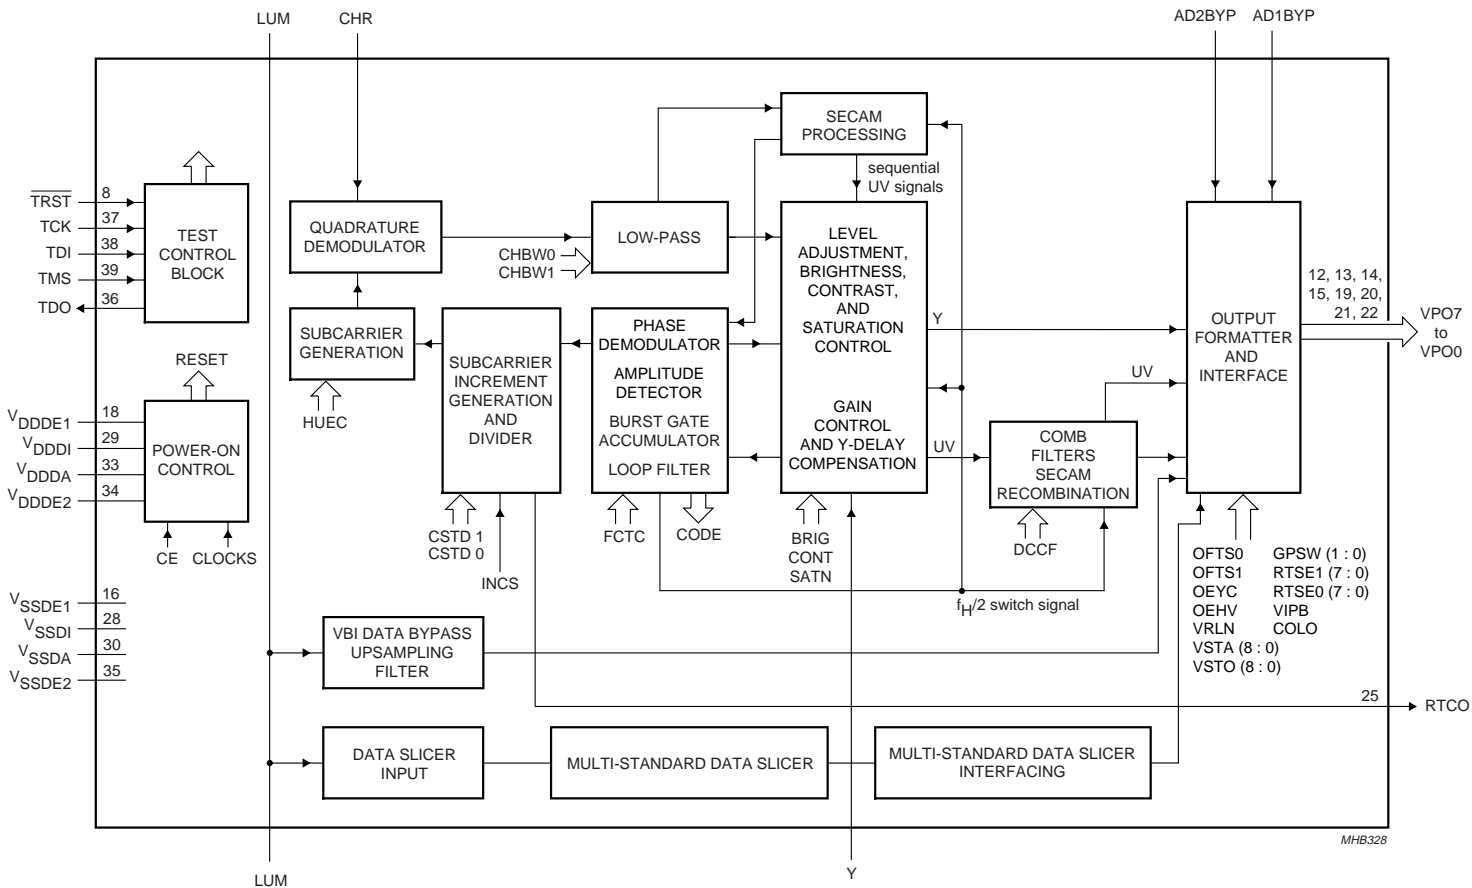 LUM
CHR
AD2BYP
AD1BYP
SECAM
PROCESSING
sequential
UV signals
TRST
8
TCK
37
TDI
38
TMS
39
TDO
36
TEST
CONTROL
BLOCK
QUADRATURE
DEMODULATOR
LOW-PASS
CHBW0
CHBW1
LEVEL
ADJUSTMENT,
BRIGHTNESS,
CONTRAST,
AND
SATURATION
CONTROL
GAIN
CONTROL
AND Y-DELAY
COMPENSATION
Y
UV
OUTPUT
FORMATTER
AND
INTERFACE
12, 13, 14,
15, 19, 20,
21, 22
VPO7
to
VPO0
SUBCARRIER
GENERATION
HUEC
SUBCARRIER
INCREMENT
GENERATION
AND
DIVIDER
PHASE
DEMODULATOR
AMPLITUDE
DETECTOR
BURST GATE
ACCUMULATOR
LOOP FILTER
UV
COMB
FILTERS
SECAM
RECOMBINATION
RESET
VDDDE1
18
VDDDI
29
VDDDA
33
VDDDE2
34
POWER-ON
CONTROL
CE
CLOCKS
CSTD 1
CSTD 0
INCS
FCTC
CODE
BRIG
CONT
SATN
DCCF
fH/2 switch signal
OFTS0
OFTS1
OEYC
OEHV
VRLN
VSTA (8 : 0)
VSTO (8 : 0)
GPSW (1 : 0)
RTSE1 (7 : 0)
RTSE0 (7 : 0)
VIPB
COLO
VSSDE1
16
VSSDI
28
VSSDA
30
VSSDE2
35
VBI DATA BYPASS
UPSAMPLING
FILTER
25
RTCO
DATA SLICER
INPUT
MULTI-STANDARD DATA SLICER
MULTI-STANDARD DATA SLICER
INTERFACING
MHB328
LUM
Y